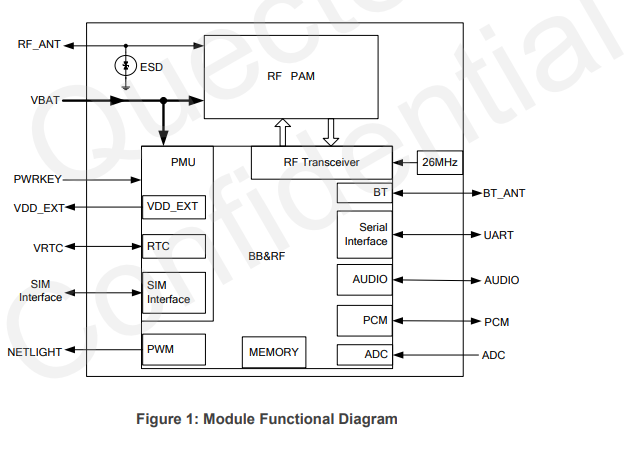 RF_ANT
ESD
RF PAM
VBAT
PMU
RF Transceiver
26MHz
PWRKEY
BT
BT_ANT
VDD_EXT
VDD_EXT
Serial
Interface
UART
VRTC
RTC
BB&RF
SIM
Interface
SIM
Interface
AUDIO
AUDIO
PCM
PCM
NETLIGHT
PWM
MEMORY
ADC
ADC
Figure 1: Module Functional Diagram
Quectel
Confidential